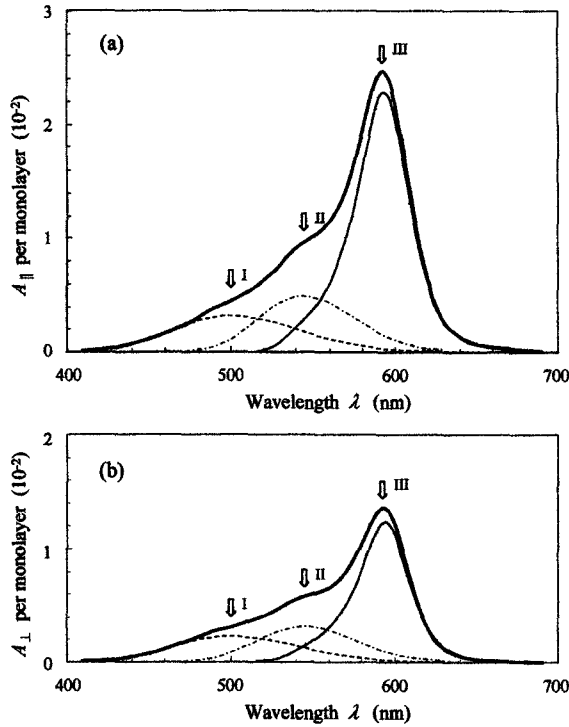 (a)
III
II
I
3
2
1
0
A∥ per monolayer (10⁻²)
400 500 600 700
Wavelength λ (nm)
(b)
III
II
I
2
1
0
A⊥ per monolayer (10⁻²)
400 500 600 700
Wavelength λ (nm)